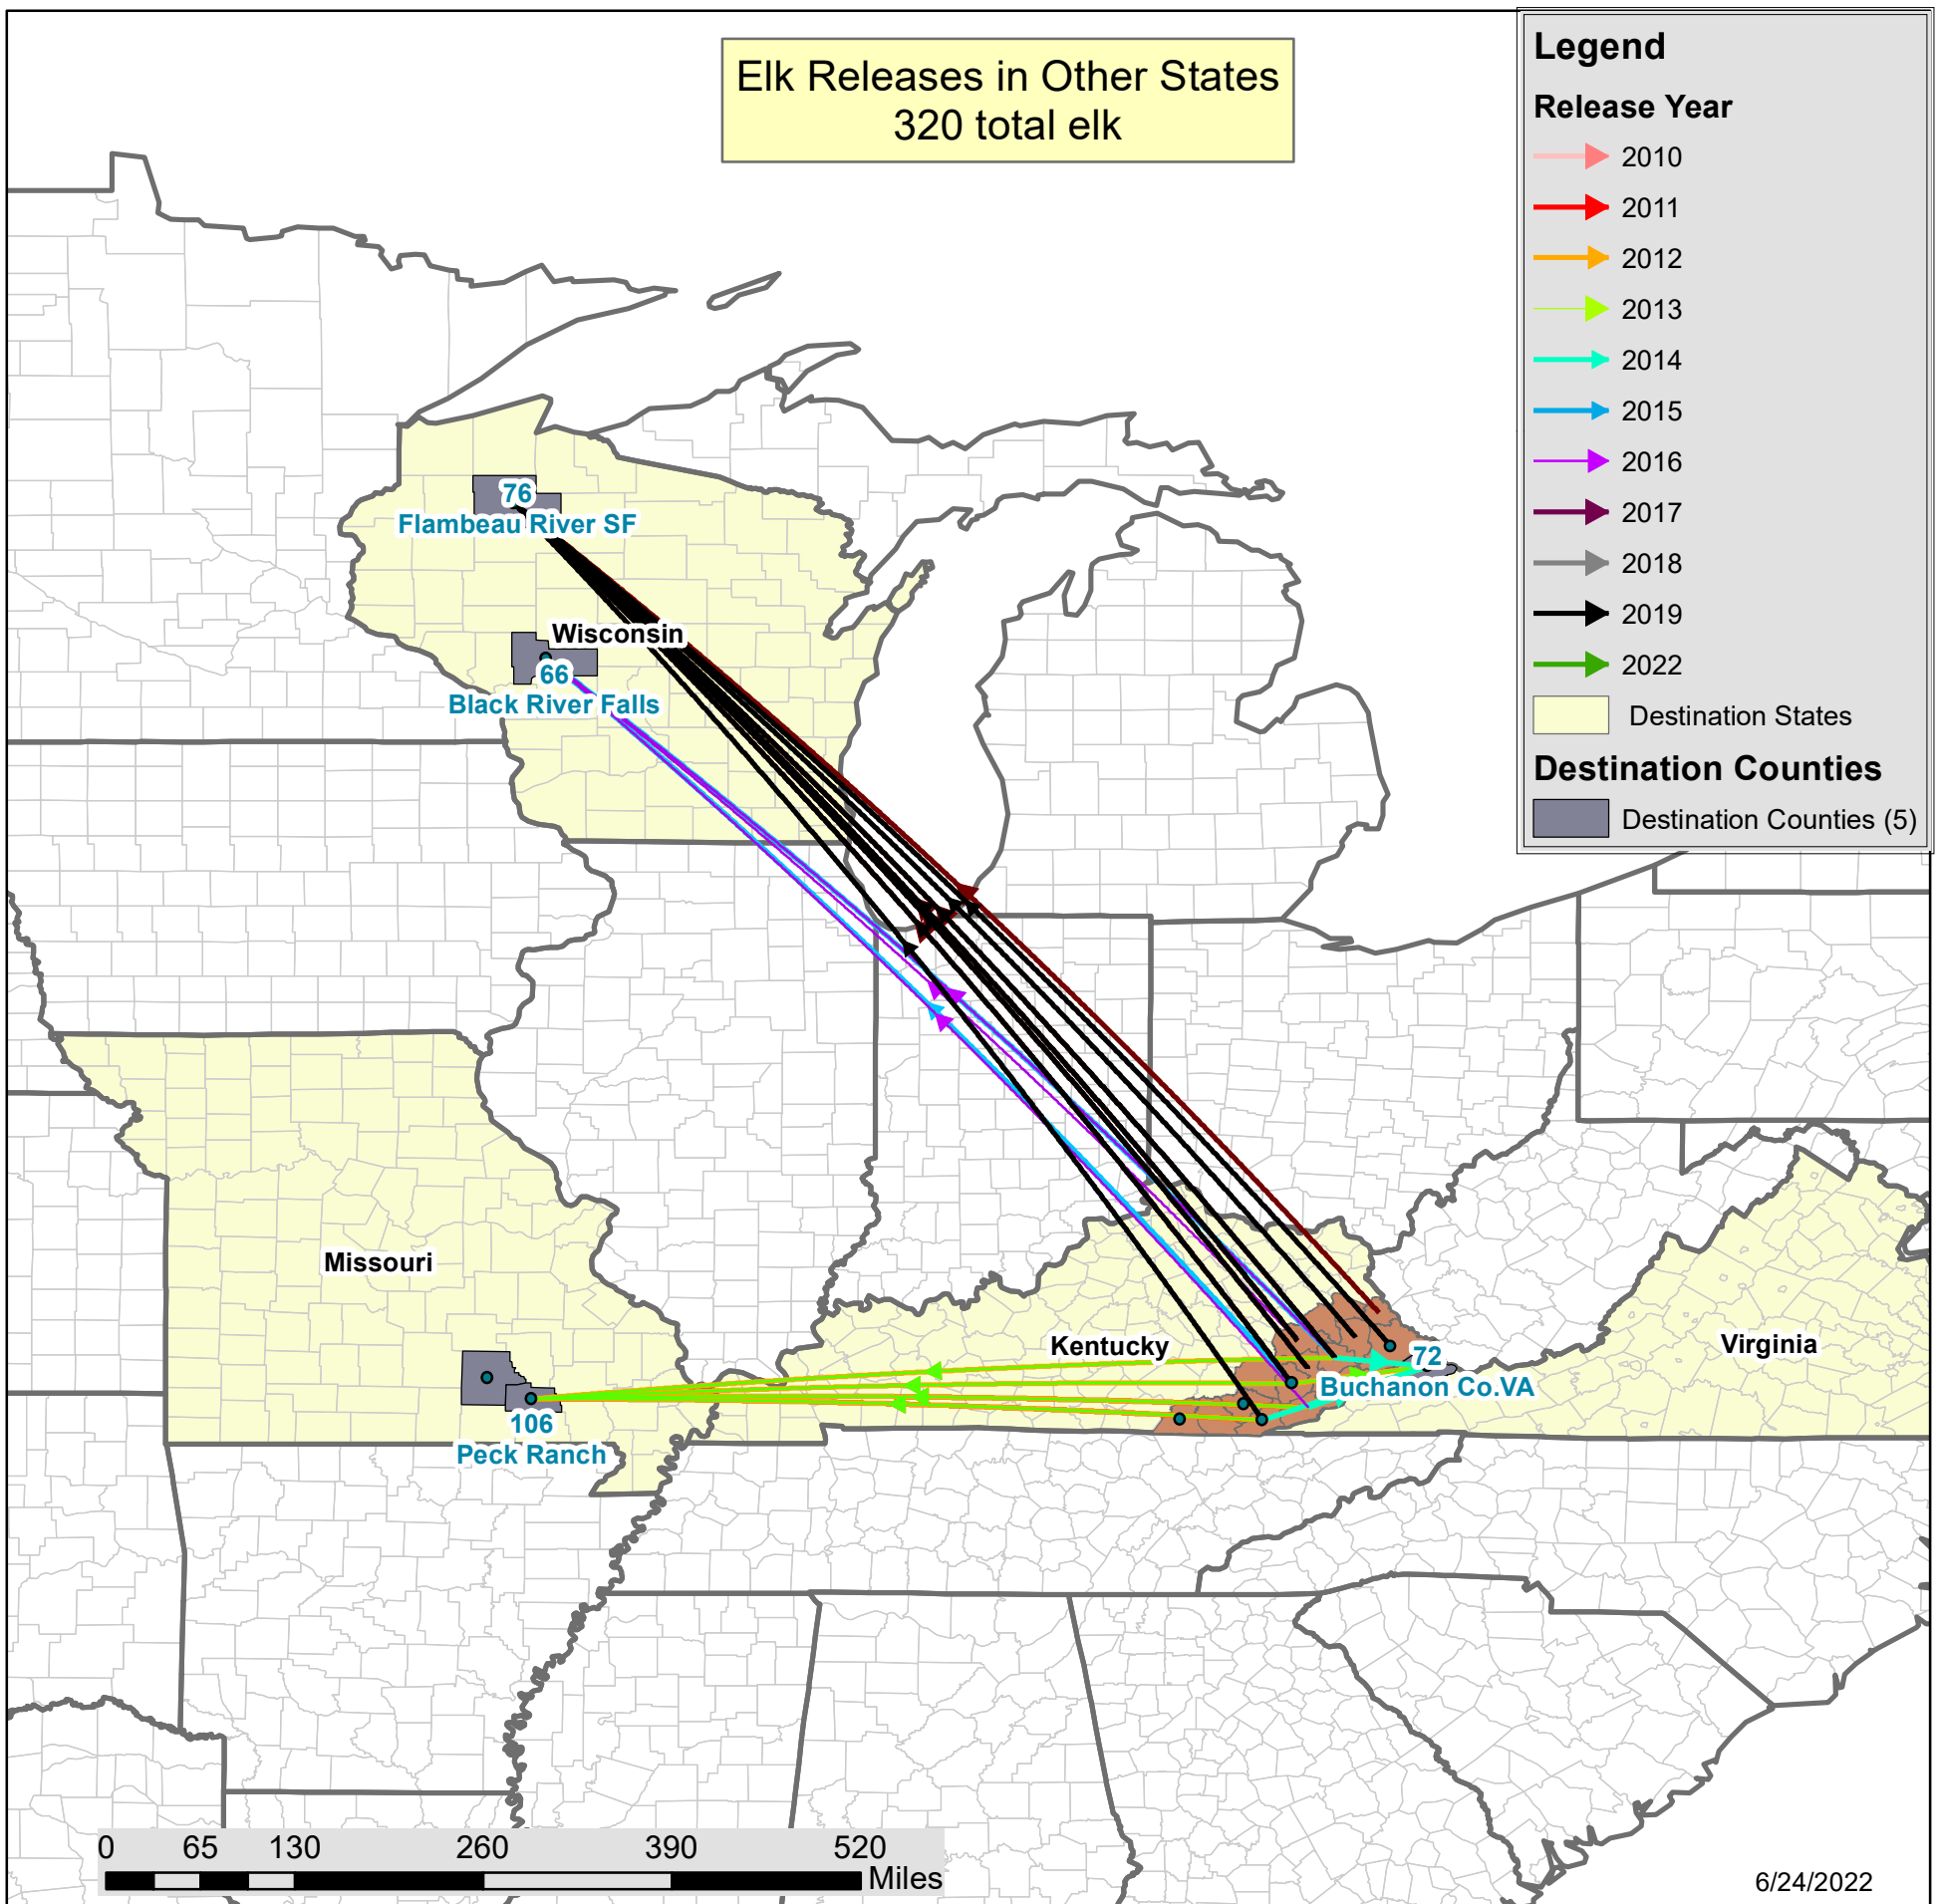 Elk Releases in Other States
320 total elk
Legend
Release Year
2010
2011
2012
2013
2014
2015
2016
2017
2018
2019
2022
Destination States
Destination Counties
Destination Counties (5)
76
Flambeau River SF
Wisconsin
66
Black River Falls
Missouri
Kentucky
72
Buchanon Co.VA
Virginia
106
Peck Ranch
0 65 130 260 390 520
Miles
6/24/2022